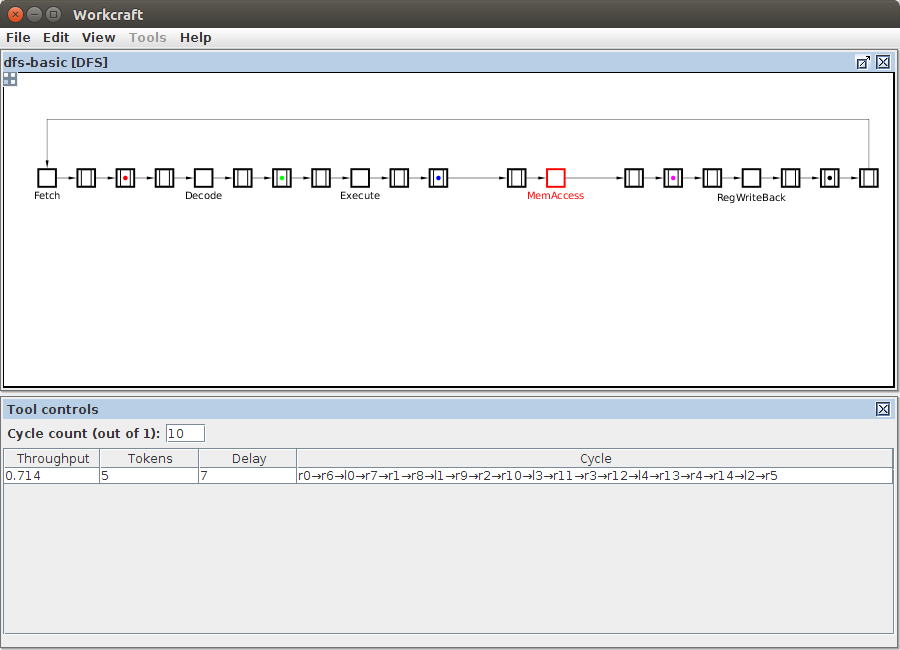 Workcraft
File Edit View Tools Help
dfs-basic [DFS]
Fetch Decode Execute MemAccess RegWriteBack
Tool controls
Cycle count (out of 1): 10
Throughput Tokens Delay Cycle
0.714 5 7 r0→r6→l0→r7→r1→r8→l1→r9→r2→r10→l3→r11→r3→r12→l4→r13→r4→r14→l2→r5